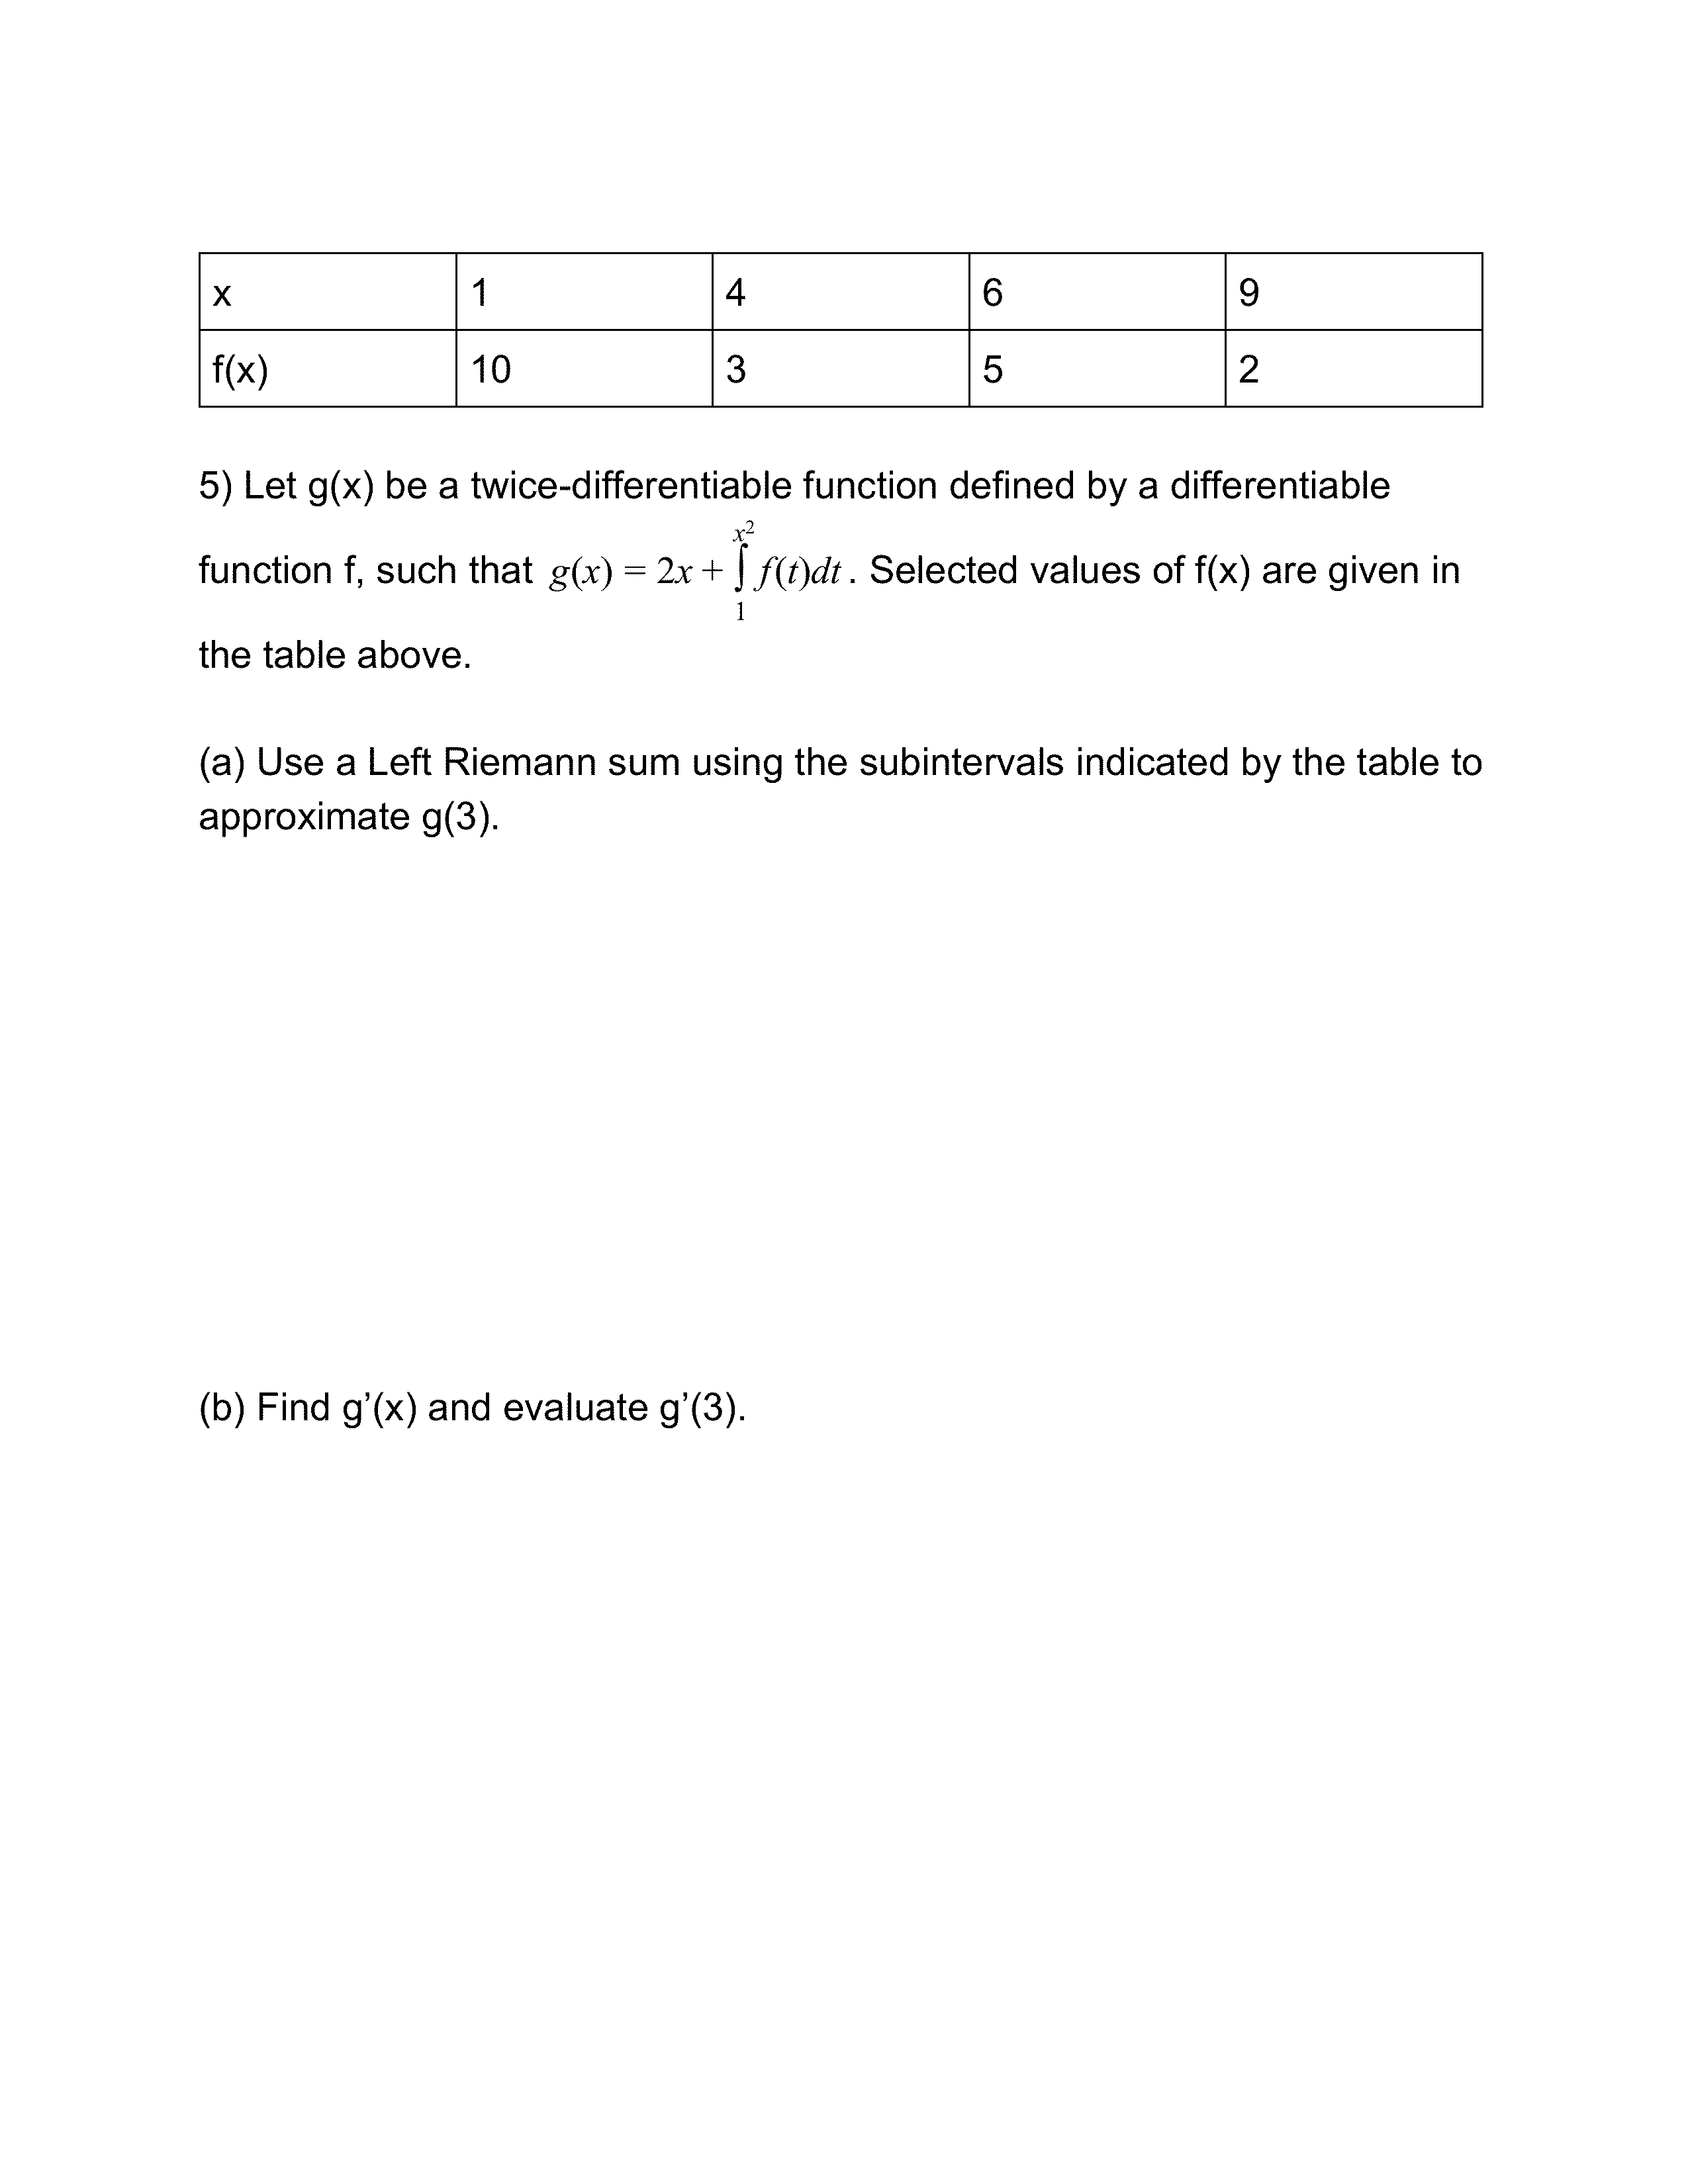 x 1 4 6 9
f(x) 10 3 5 2
5) Let g(x) be a twice-differentiable function defined by a differentiable
function f, such that g(x) = 2x + ∫₁^{x²} f(t)dt. Selected values of f(x) are given in
the table above.
(a) Use a Left Riemann sum using the subintervals indicated by the table to
approximate g(3).
(b) Find g’(x) and evaluate g’(3).